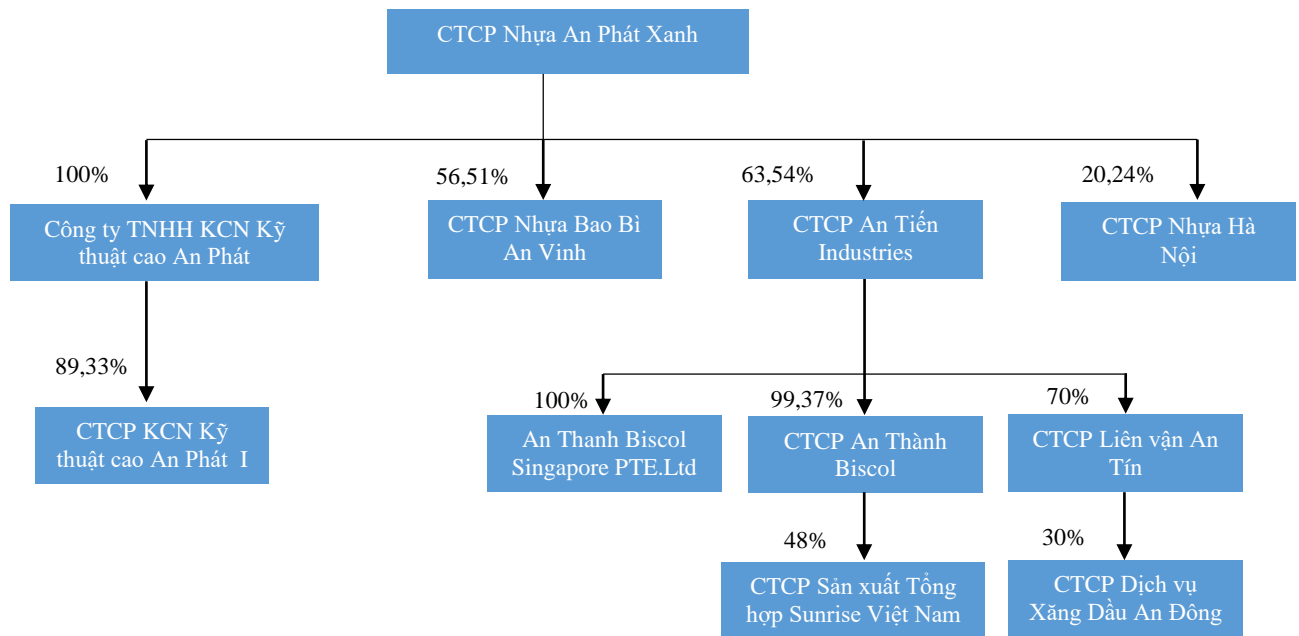 CTCP Nhựa An Phát Xanh
100%
56,51%
63,54%
20,24%
Công ty TNHH KCN Kỹ
thuật cao An Phát
CTCP Nhựa Bao Bì
An Vinh
CTCP An Tiến
Industries
CTCP Nhựa Hà
Nội
89,33%
100%
99,37%
70%
CTCP KCN Kỹ
thuật cao An Phát I
An Thanh Biscol
Singapore PTE.Ltd
CTCP An Thành
Biscol
CTCP Liên vận An
Tín
48%
30%
CTCP Sản xuất Tổng
hợp Sunrise Việt Nam
CTCP Dịch vụ
Xăng Dầu An Đông